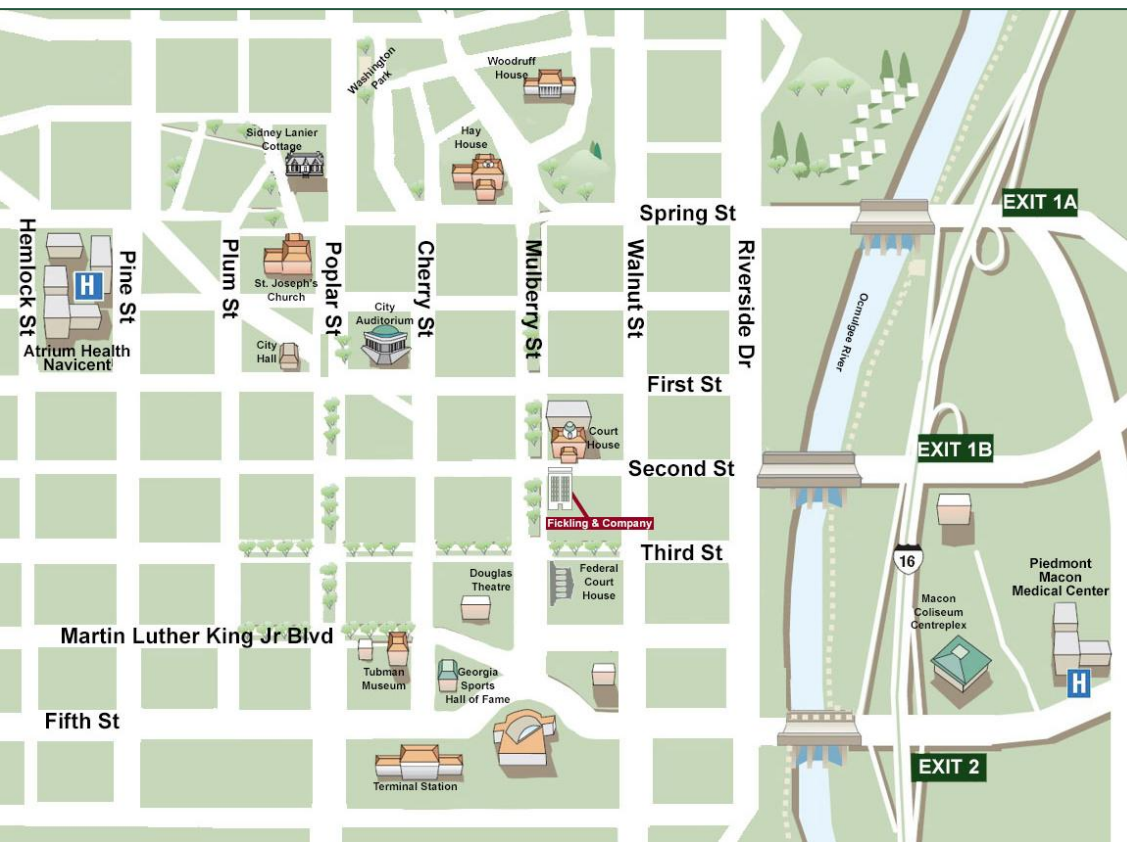 Washington
Park
Woodruff
House
Sidney Lanier
Cottage
Hay
House
Spring St
EXIT 1A
Hemlock St
Pine St
Plum St
Poplar St
Cherry St
Mulberry St
Walnut St
Riverside Dr
H
Atrium Health
Navicent
St. Joseph's
Church
City
Auditorium
City
Hall
Ocmulgee River
First St
Court
House
Second St
EXIT 1B
Fickling & Company
Third St
16
Douglas
Theatre
Federal
Court
House
Piedmont
Macon
Medical Center
Macon
Coliseum
Centreplex
Martin Luther King Jr Blvd
Tubman
Museum
Georgia
Sports
Hall of Fame
H
Fifth St
EXIT 2
Terminal Station